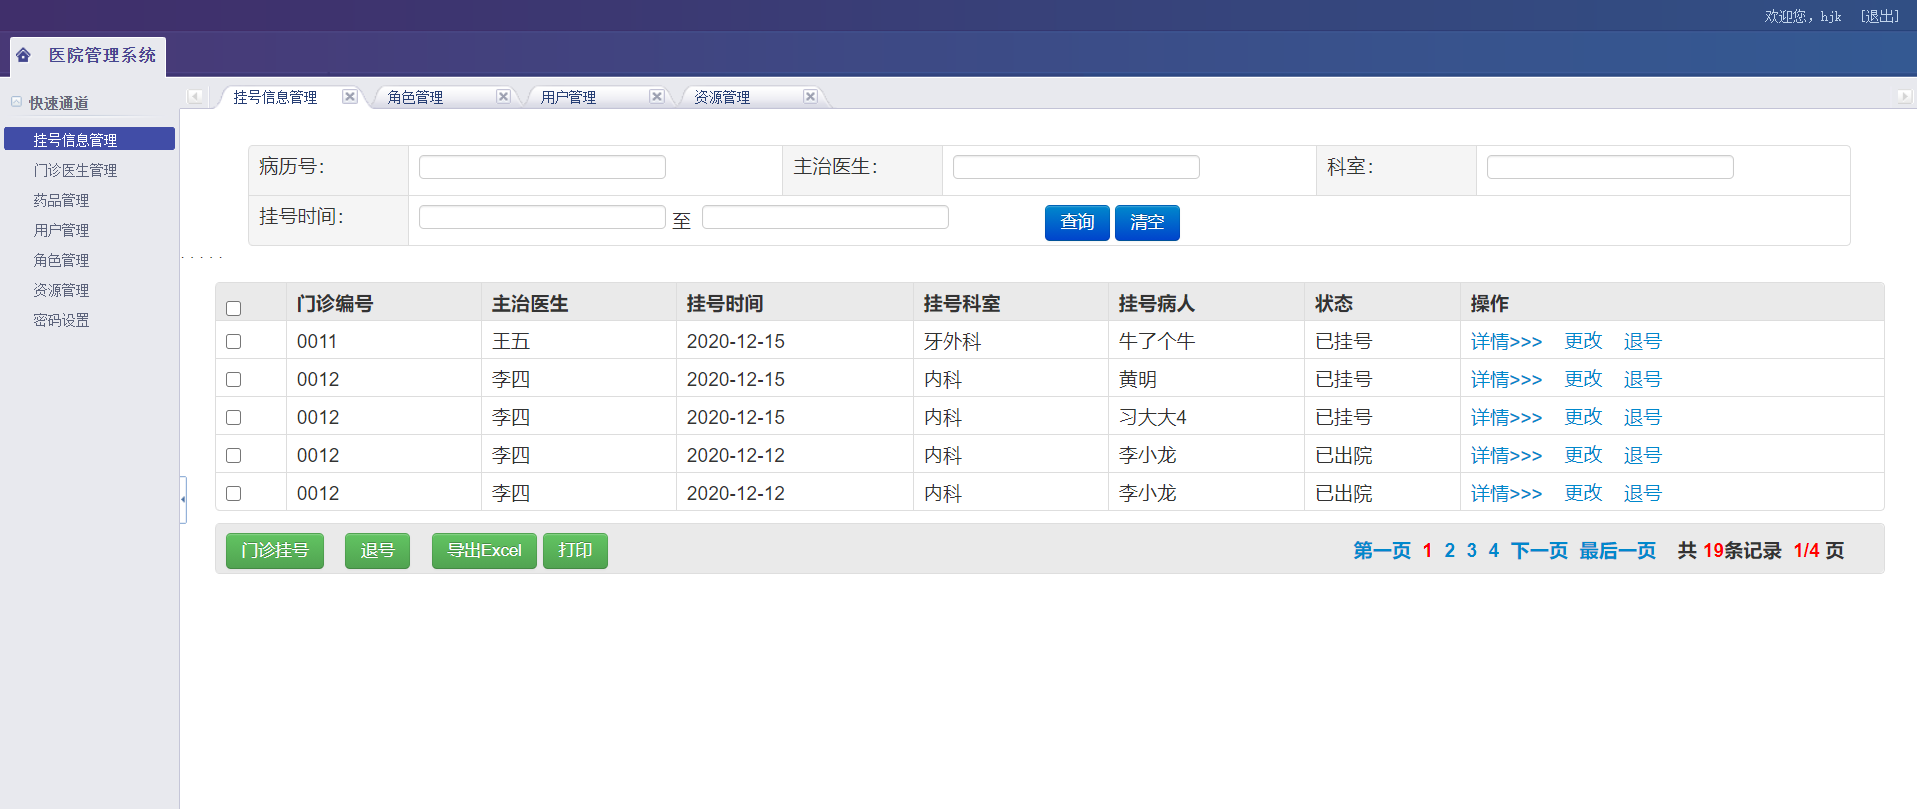 欢迎您，hjk [退出]
医院管理系统
快速通道
挂号信息管理 角色管理 用户管理 资源管理
挂号信息管理
门诊医生管理
药品管理
用户管理
角色管理
资源管理
密码设置
病历号： 主治医生： 科室：
挂号时间： 至 查询 清空
. . . . .
门诊编号 主治医生 挂号时间 挂号科室 挂号病人 状态 操作
0011 王五 2020-12-15 牙外科 牛了个牛 已挂号 详情>>> 更改 退号
0012 李四 2020-12-15 内科 黄明 已挂号 详情>>> 更改 退号
0012 李四 2020-12-15 内科 习大大4 已挂号 详情>>> 更改 退号
0012 李四 2020-12-12 内科 李小龙 已出院 详情>>> 更改 退号
0012 李四 2020-12-12 内科 李小龙 已出院 详情>>> 更改 退号
门诊挂号 退号 导出Excel 打印 第一页 1 2 3 4 下一页 最后一页 共 19条记录 1/4 页